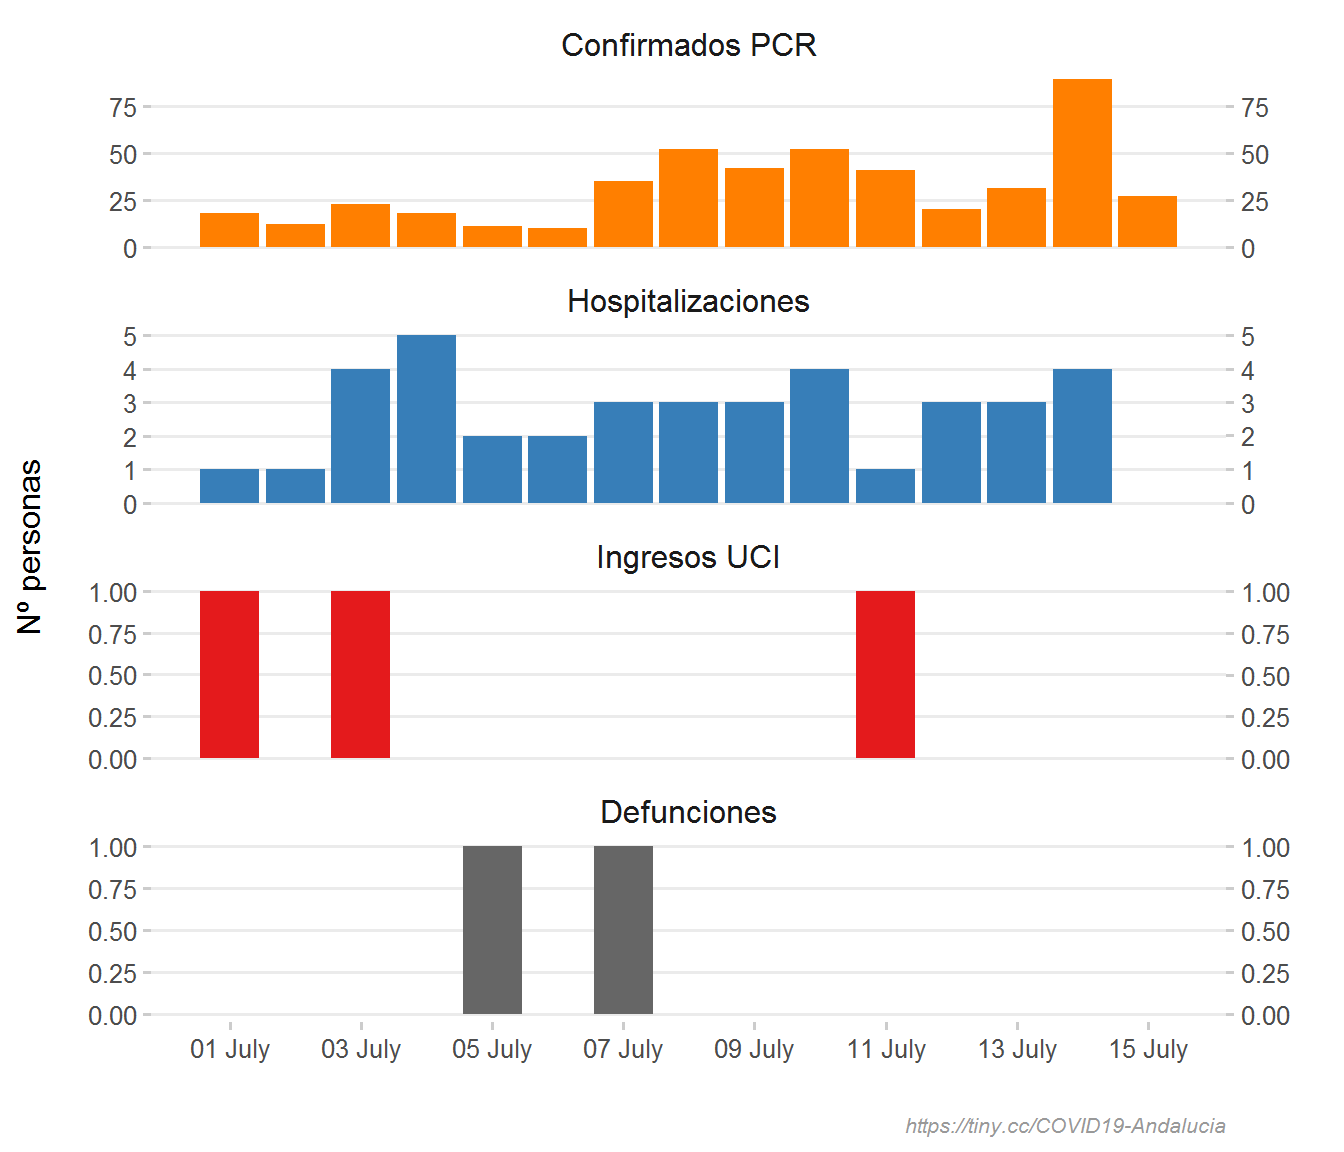 Confirmados PCR
75 75
50 50
25 25
0 0
Hospitalizaciones
5 5
4 4
3 3
2 2
1 1
0 0
Nº personas
Ingresos UCI
1.00 1.00
0.75 0.75
0.50 0.50
0.25 0.25
0.00 0.00
Defunciones
1.00 1.00
0.75 0.75
0.50 0.50
0.25 0.25
0.00 0.00
01 July 03 July 05 July 07 July 09 July 11 July 13 July 15 July
https://tiny.cc/COVID19-Andalucia